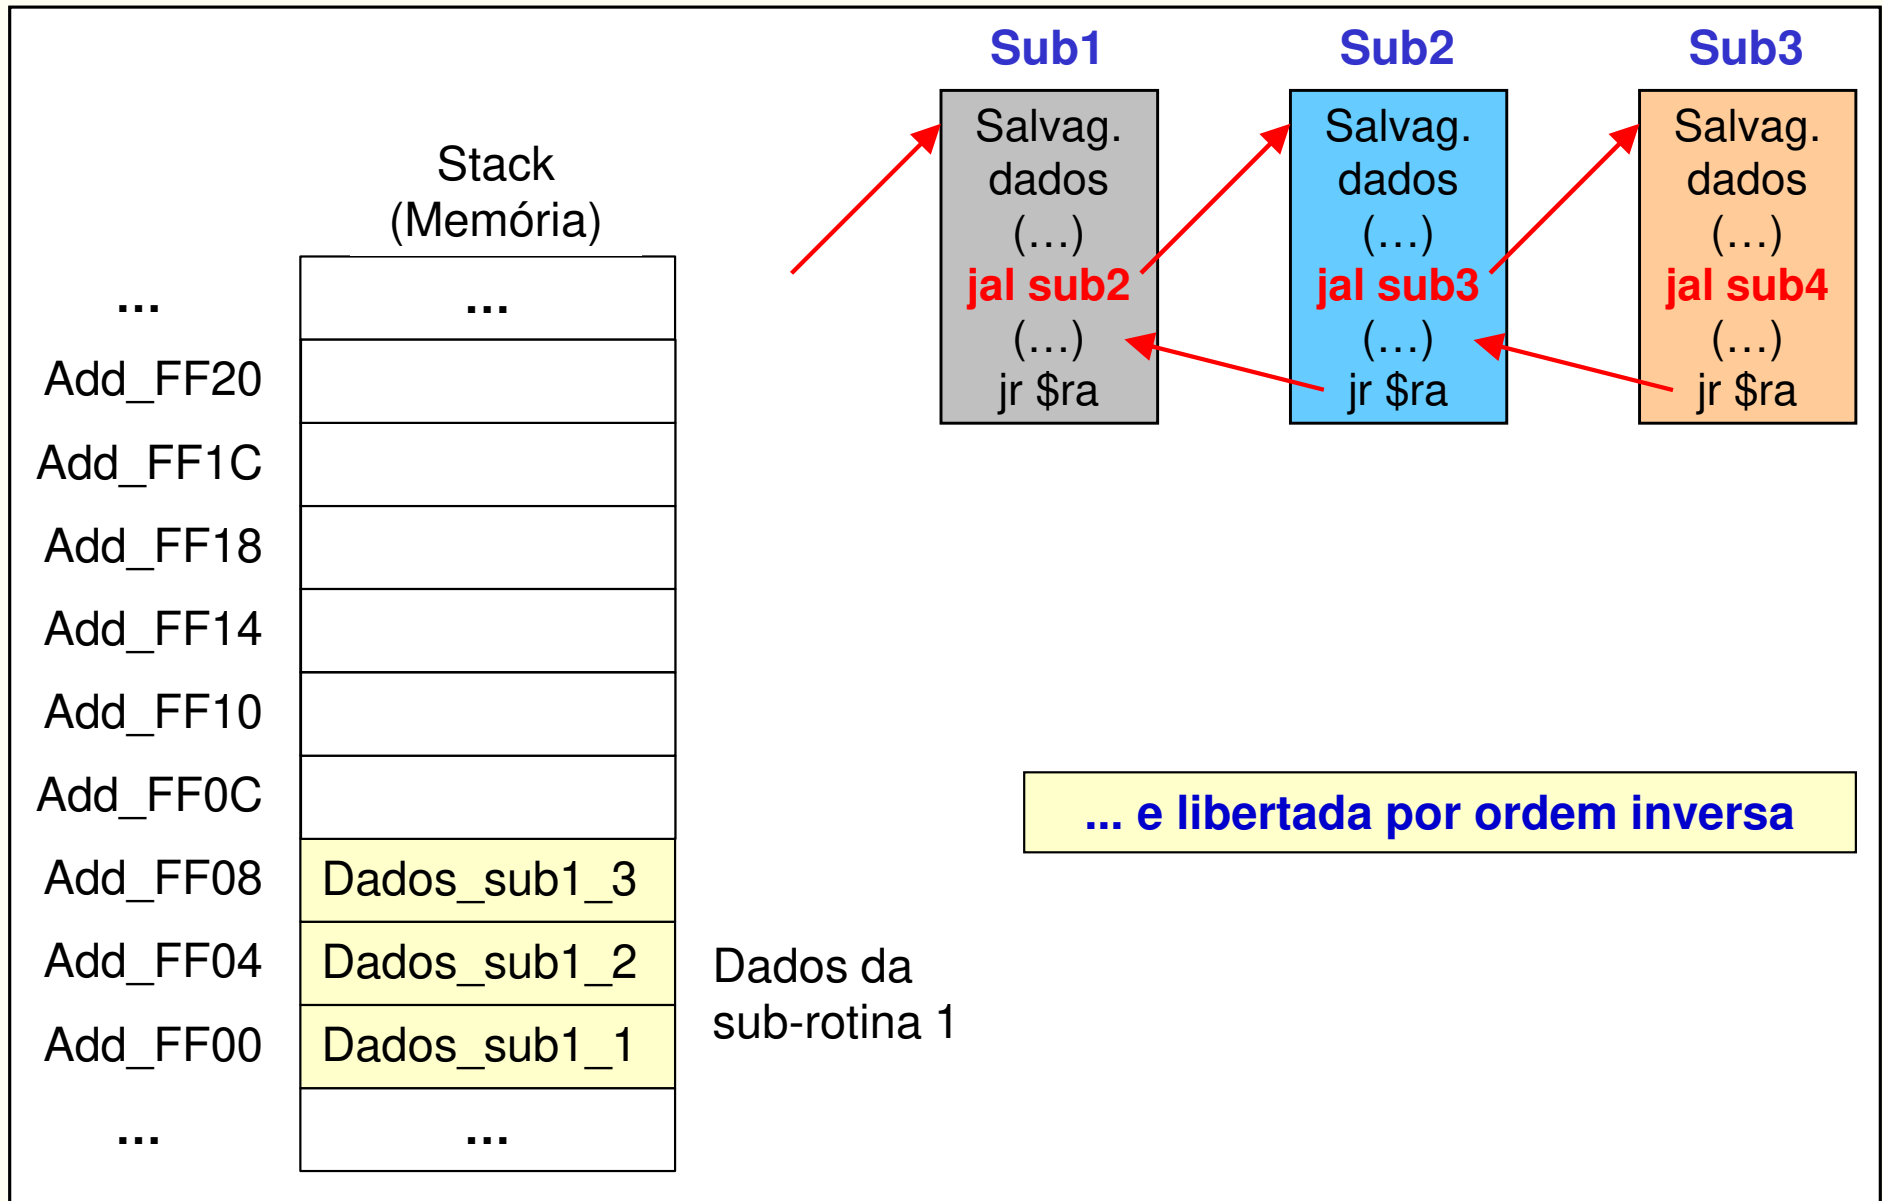 Sub1
Sub2
Sub3
Salvag.
dados
(...)
jal sub2
(...)
jr $ra
Salvag.
dados
(...)
jal sub3
(...)
jr $ra
Salvag.
dados
(...)
jal sub4
(...)
jr $ra
Stack
(Memória)
... ...
Add_FF20
Add_FF1C
Add_FF18
Add_FF14
Add_FF10
Add_FF0C
Add_FF08 Dados_sub1_3
Add_FF04 Dados_sub1_2
Add_FF00 Dados_sub1_1
... ...
Dados da
sub-rotina 1
... e libertada por ordem inversa